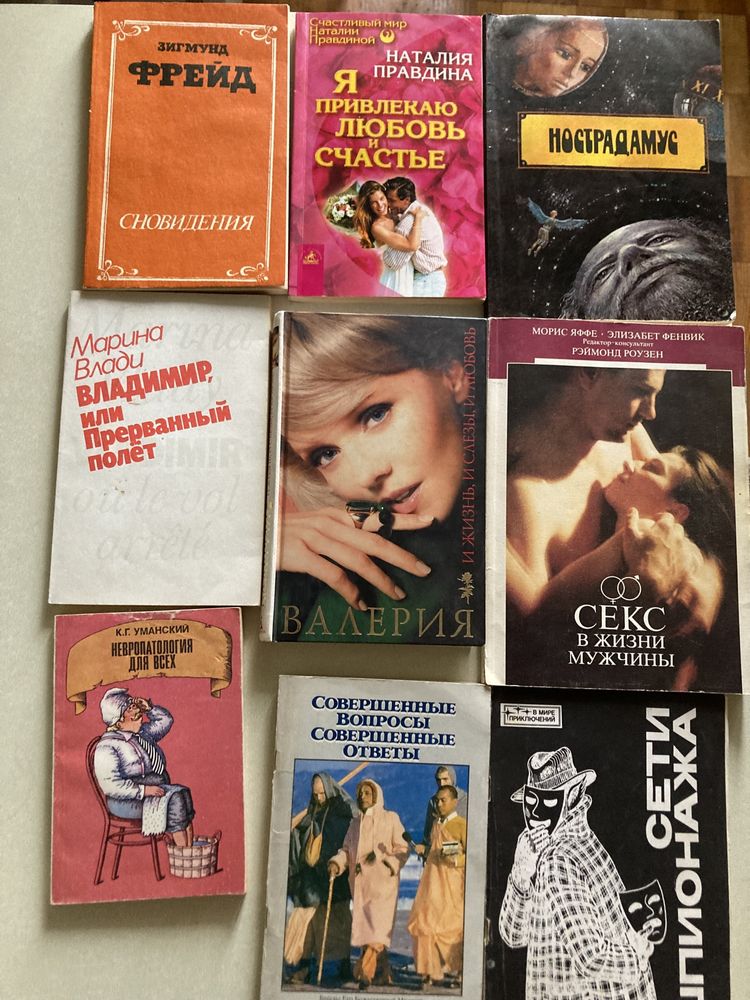 ЗИГМУНД
ФРЕЙД
СНОВИДЕНИЯ
Счастливый мир
Наталии
Правдиной
НАТАЛИЯ
ПРАВДИНА
Я
ПРИВЛЕКАЮ
ЛЮБОВЬ
И
СЧАСТЬЕ
XI
НОСТРАДАМУС
Марина
Влади
ВЛАДИМИР,
или
Прерванный
полёт
И ЖИЗНЬ, И СЛЕЗЫ, И ЛЮБОВЬ
ВАЛЕРИЯ
МОРИС ЯФФЕ · ЭЛИЗАБЕТ ФЕНВИК
Редактор-консультант
РЭЙМОНД РОУЗЕН
СЕКС
В ЖИЗНИ
МУЖЧИНЫ
К.Г. УМАНСКИЙ
НЕВРОПАТОЛОГИЯ
ДЛЯ ВСЕХ
СОВЕРШЕННЫЕ
ВОПРОСЫ
СОВЕРШЕННЫЕ
ОТВЕТЫ
В МИРЕ
ПРИКЛЮЧЕНИЙ
СЕТИ
ШПИОНАЖА